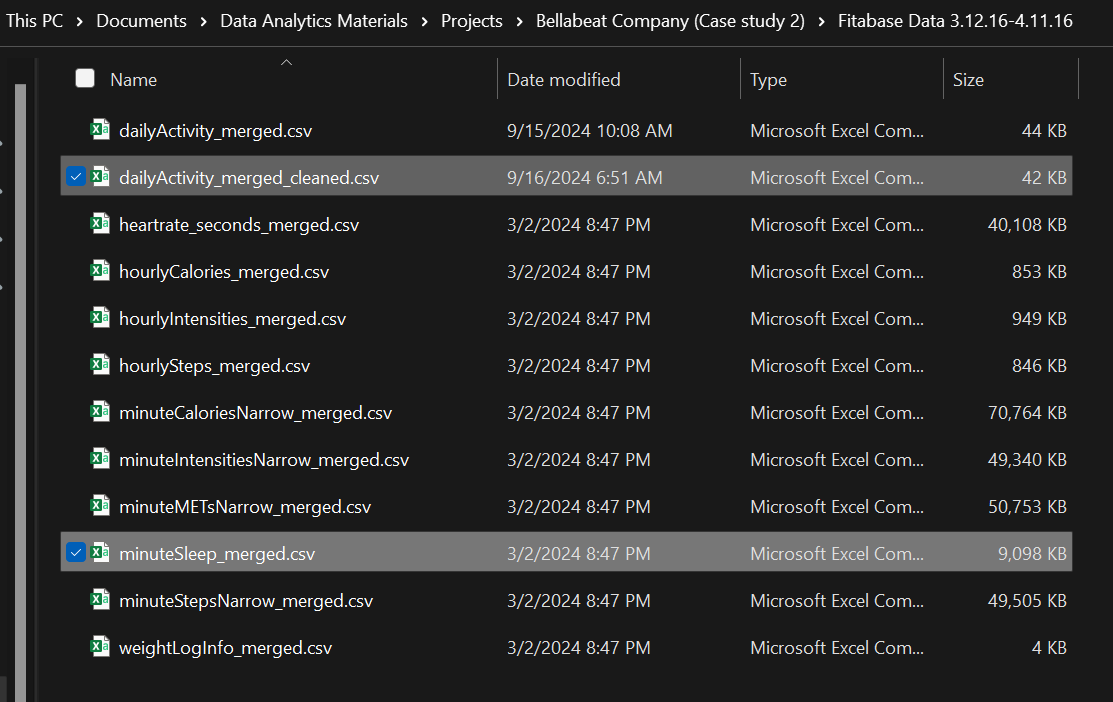 This PC > Documents > Data Analytics Materials > Projects > Bellabeat Company (Case study 2) > Fitabase Data 3.12.16-4.11.16
Name Date modified Type Size
dailyActivity_merged.csv 9/15/2024 10:08 AM Microsoft Excel Com... 44 KB
dailyActivity_merged_cleaned.csv 9/16/2024 6:51 AM Microsoft Excel Com... 42 KB
heartrate_seconds_merged.csv 3/2/2024 8:47 PM Microsoft Excel Com... 40,108 KB
hourlyCalories_merged.csv 3/2/2024 8:47 PM Microsoft Excel Com... 853 KB
hourlyIntensities_merged.csv 3/2/2024 8:47 PM Microsoft Excel Com... 949 KB
hourlySteps_merged.csv 3/2/2024 8:47 PM Microsoft Excel Com... 846 KB
minuteCaloriesNarrow_merged.csv 3/2/2024 8:47 PM Microsoft Excel Com... 70,764 KB
minuteIntensitiesNarrow_merged.csv 3/2/2024 8:47 PM Microsoft Excel Com... 49,340 KB
minuteMETsNarrow_merged.csv 3/2/2024 8:47 PM Microsoft Excel Com... 50,753 KB
minuteSleep_merged.csv 3/2/2024 8:47 PM Microsoft Excel Com... 9,098 KB
minuteStepsNarrow_merged.csv 3/2/2024 8:47 PM Microsoft Excel Com... 49,505 KB
weightLogInfo_merged.csv 3/2/2024 8:47 PM Microsoft Excel Com... 4 KB